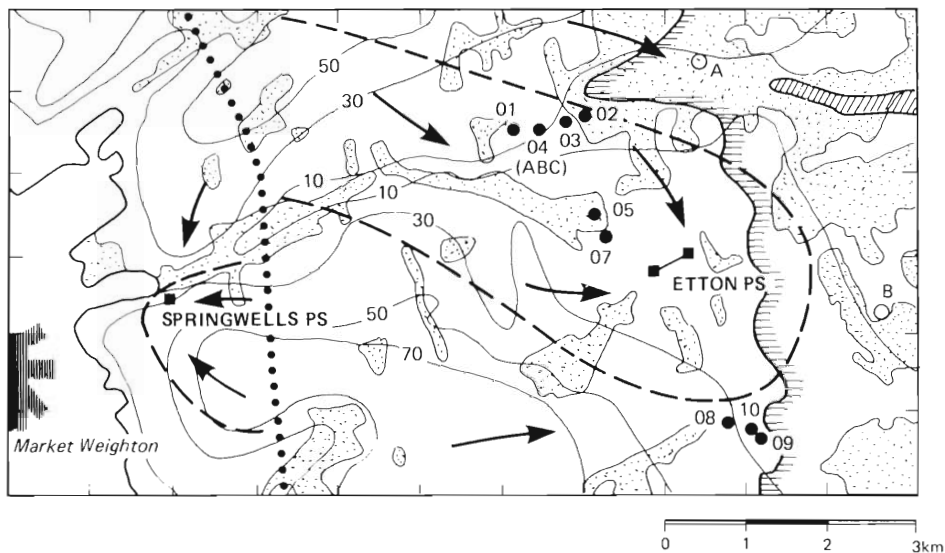 50
30
01
02
03
04
(ABC)
A
10
10
05
30
07
ETTON PS
B
SPRINGWELLS PS
50
70
08
10
09
Market Weighton
0 1 2 3km